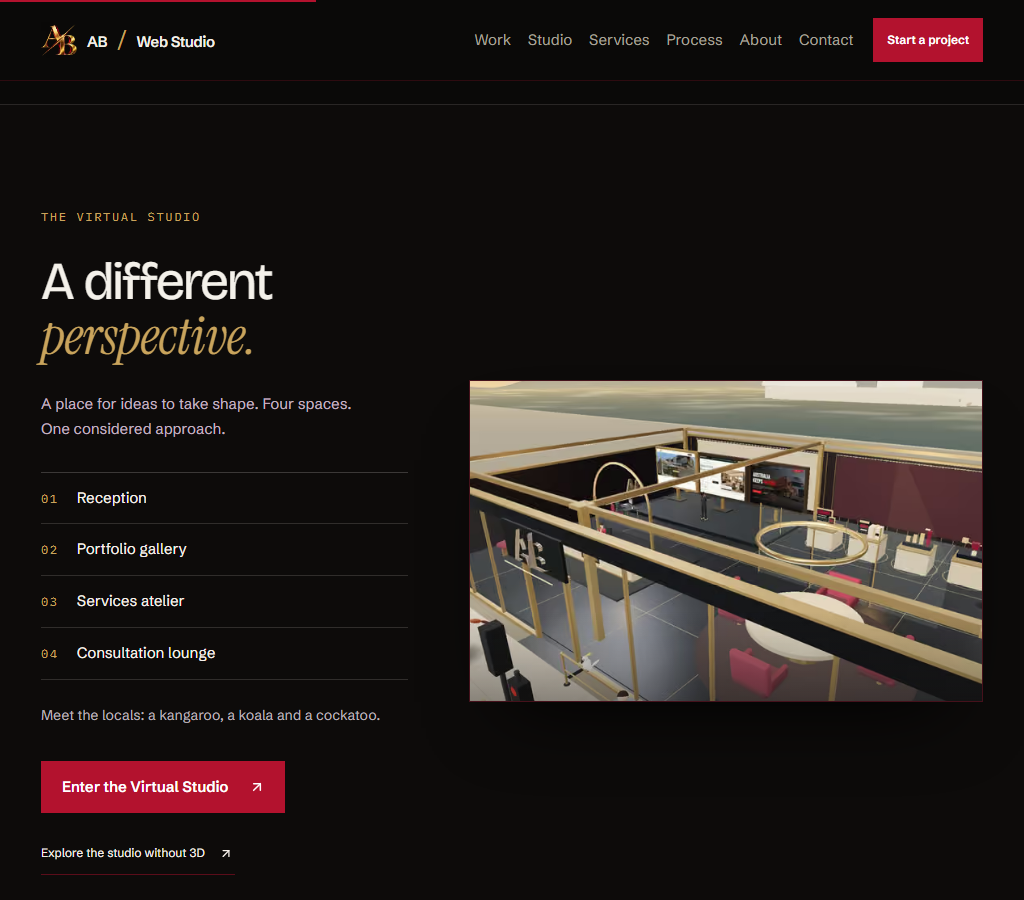 AB / Web Studio
Work Studio Services Process About Contact Start a project
THE VIRTUAL STUDIO
A different
perspective.
A place for ideas to take shape. Four spaces.
One considered approach.
01 Reception
02 Portfolio gallery
03 Services atelier
04 Consultation lounge
Meet the locals: a kangaroo, a koala and a cockatoo.
Enter the Virtual Studio
Explore the studio without 3D